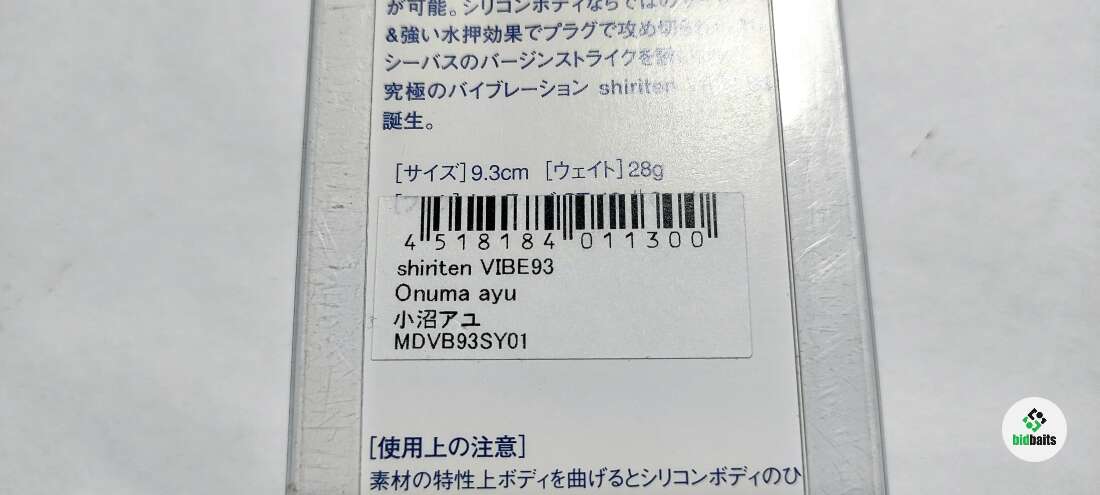 が可能。シリコンボディならではの
&強い水押効果でプラグで攻め切
シーバスのバージンストライクを
究極のバイブレーション shiriten
誕生。
[サイズ]9.3cm [ウェイト]28g
4 518184 011300
shiriten VIBE93
Onuma ayu
小沼アユ
MDVB93SY01
[使用上の注意]
素材の特性上ボディを曲げるとシリコンボディのひ
bidbaits